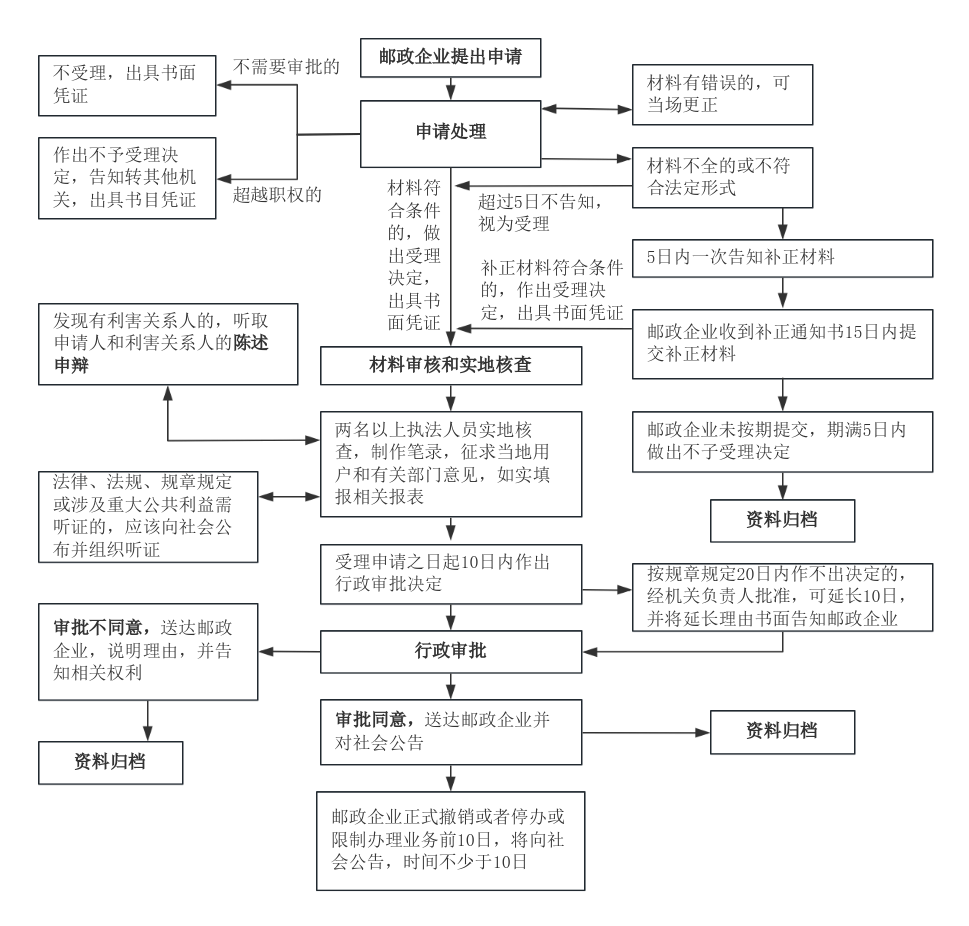 邮政企业提出申请
不需要审批的
不受理，出具书面
凭证
材料有错误的，可
当场更正
申请处理
作出不予受理决
定，告知转其他机
关，出具书目凭证
超越职权的
材料不全的或不符
合法定形式
材料符
合条件
的，做
出受理
决定，
出具书
面凭证
超过5日不告知，
视为受理
5日内一次告知补正材料
补正材料符合条件
的，作出受理决
定，出具书面凭证
邮政企业收到补正通知书15日内提
交补正材料
发现有利害关系人的，听取
申请人和利害关系人的陈述
申辩
材料审核和实地核查
两名以上执法人员实地核
查，制作笔录，征求当地用
户和有关部门意见，如实填
报相关报表
邮政企业未按期提交，期满5日内
做出不子受理决定
资料归档
法律、法规、规章规定
或涉及重大公共利益需
听证的，应该向社会公
布并组织听证
受理申请之日起10日内作出
行政审批决定
按规章规定20日内作不出决定的，
经机关负责人批准，可延长10日，
并将延长理由书面告知邮政企业
审批不同意，送达邮政
企业，说明理由，并告
知相关权利
行政审批
审批同意，送达邮政企业并
对社会公告
资料归档
资料归档
邮政企业正式撤销或者停办或
限制办理业务前10日，将向社
会公告，时间不少于10日